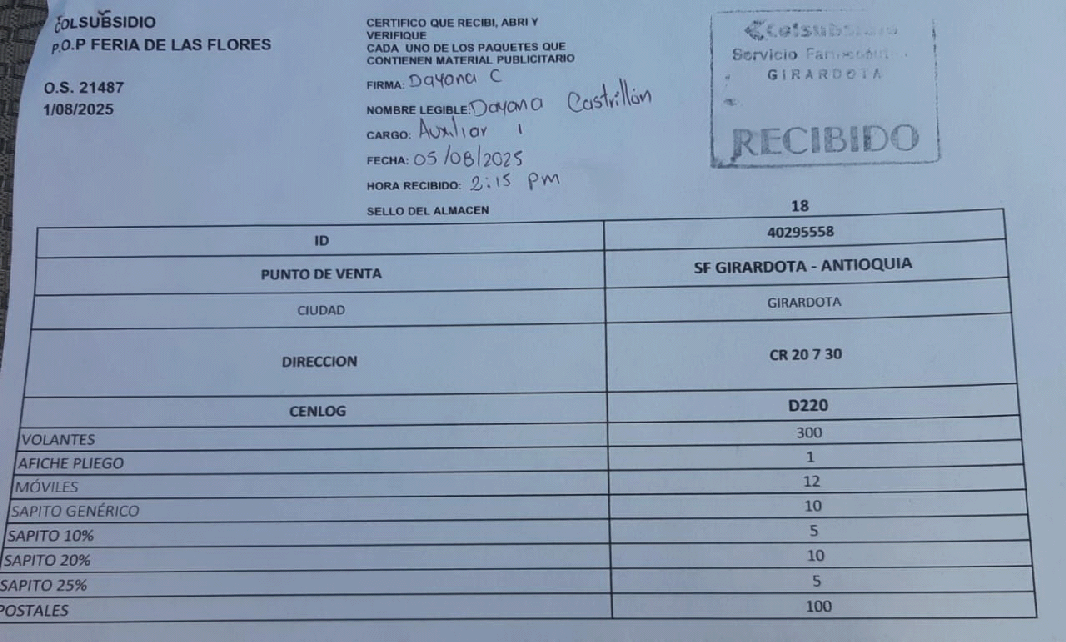 COLSUBSIDIO
P.O.P FERIA DE LAS FLORES
O.S. 21487
1/08/2025
CERTIFICO QUE RECIBI, ABRI Y
VERIFIQUE
CADA UNO DE LOS PAQUETES QUE
CONTIENEN MATERIAL PUBLICITARIO
FIRMA: Dayana C
NOMBRE LEGIBLE: Dayana Castrillón
CARGO: Auxiliar 1
FECHA: 05/08/2025
HORA RECIBIDO: 2:15 pm
SELLO DEL ALMACEN
Colsubsidio
Servicio Farmacéutico
GIRARDOTA
RECIBIDO
18
ID 40295558
PUNTO DE VENTA SF GIRARDOTA - ANTIOQUIA
CIUDAD GIRARDOTA
DIRECCION CR 20 7 30
CENLOG D220
VOLANTES 300
AFICHE PLIEGO 1
MÓVILES 12
SAPITO GENÉRICO 10
SAPITO 10% 5
SAPITO 20% 10
SAPITO 25% 5
POSTALES 100